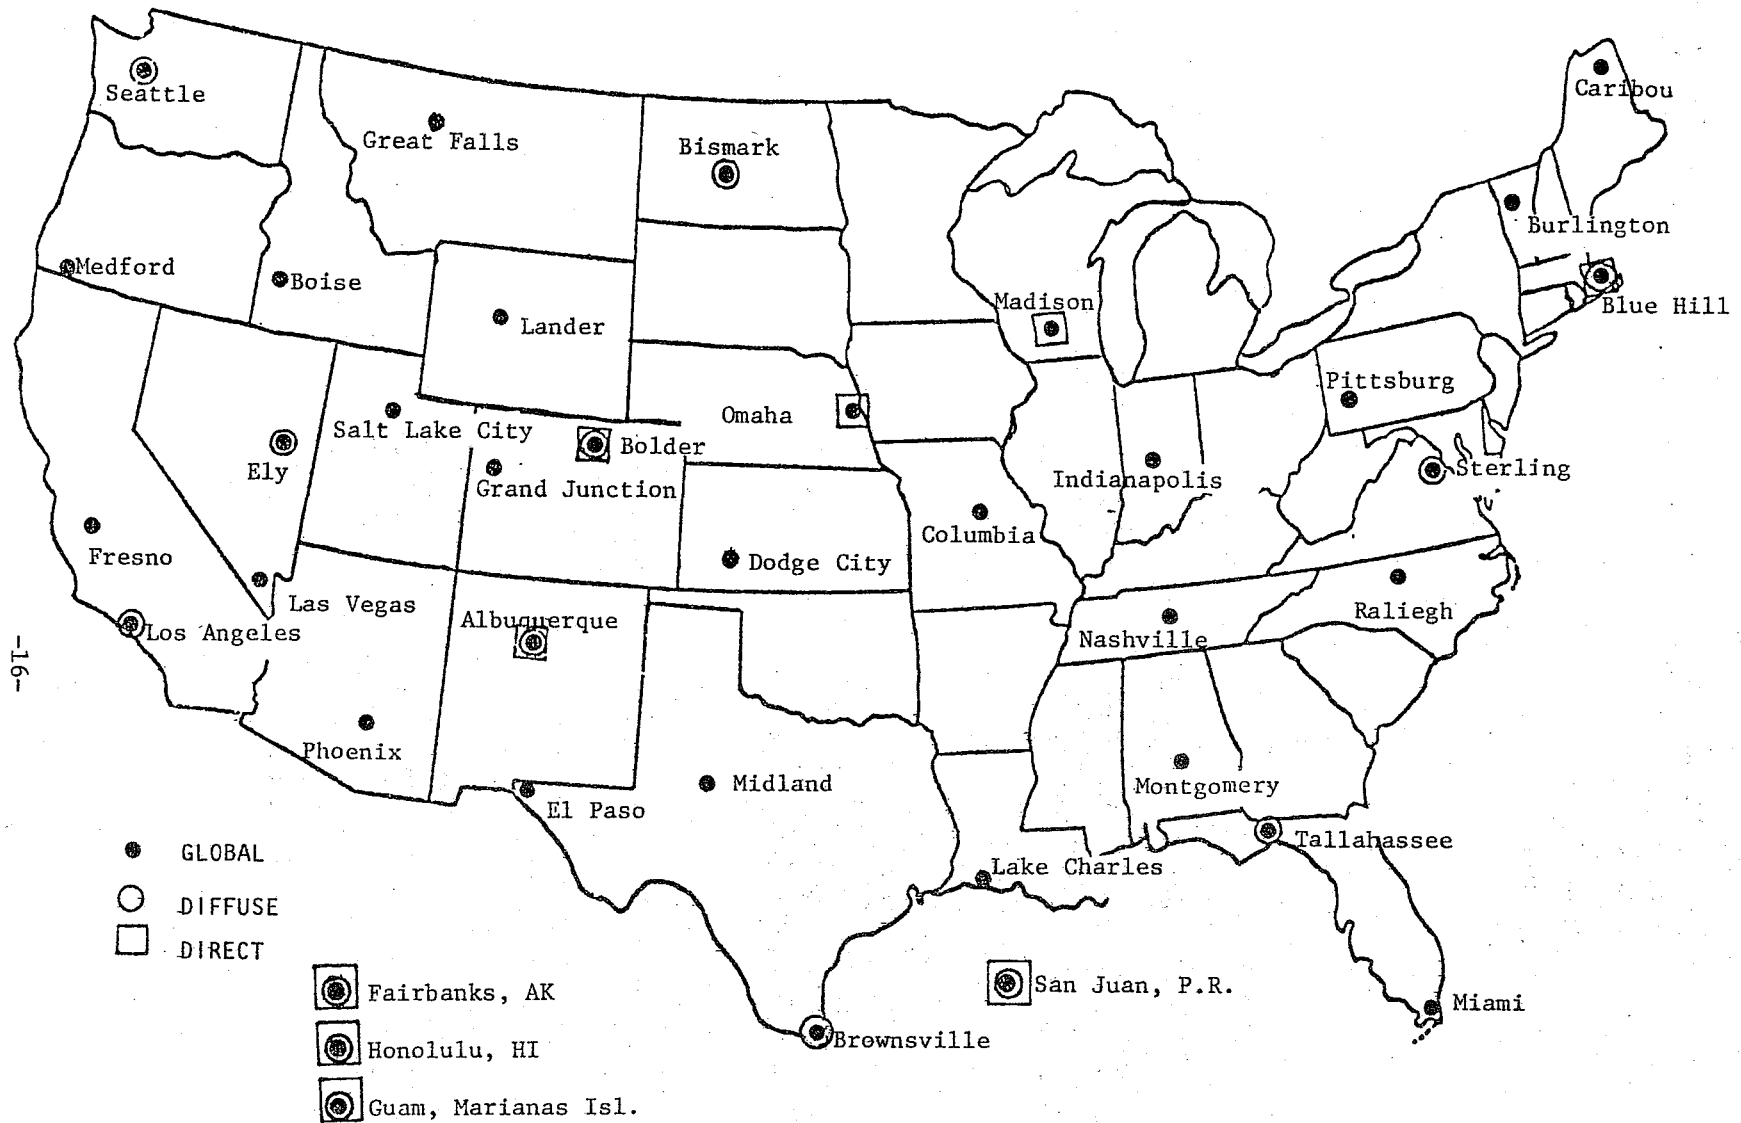 Caribou
Seattle
Great Falls
Bismark
Burlington
Medford
Boise
Lander
Madison
Blue Hill
Pittsburg
Omaha
Salt Lake City
Bolder
Ely
Sterling
Grand Junction
Indianapolis
Columbia
Fresno
Dodge City
Las Vegas
Raliegh
Albuquerque
Los Angeles
Nashville
-16-
Phoenix
Midland
Montgomery
El Paso
Tallahassee
GLOBAL
Lake Charles
DIFFUSE
DIRECT
Fairbanks, AK
San Juan, P.R.
Miami
Honolulu, HI
Brownsville
Guam, Marianas Isl.